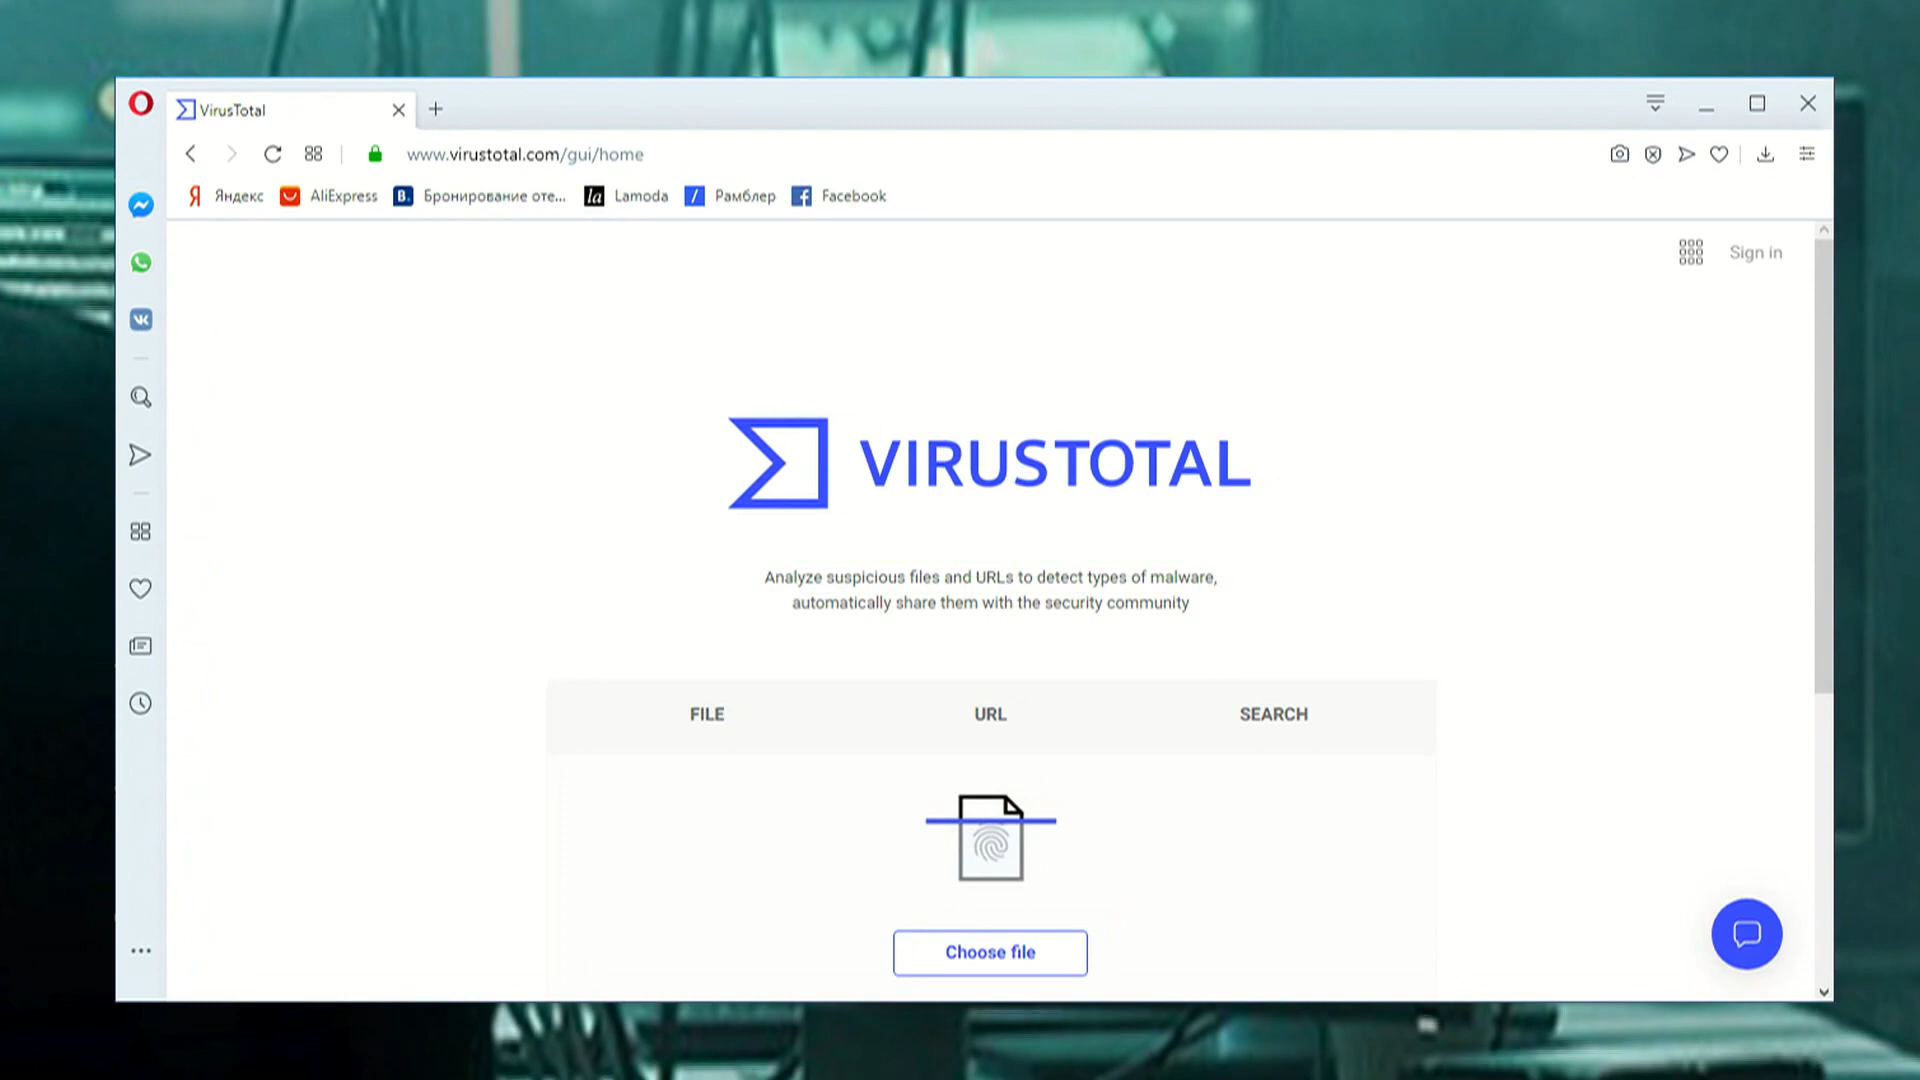 VirusTotal
www.virustotal.com/gui/home
Яндекс AliExpress B. Бронирование оте... la Lamoda Рамблер Facebook
Sign in
VIRUSTOTAL
Analyze suspicious files and URLs to detect types of malware,
automatically share them with the security community
FILE URL SEARCH
Choose file